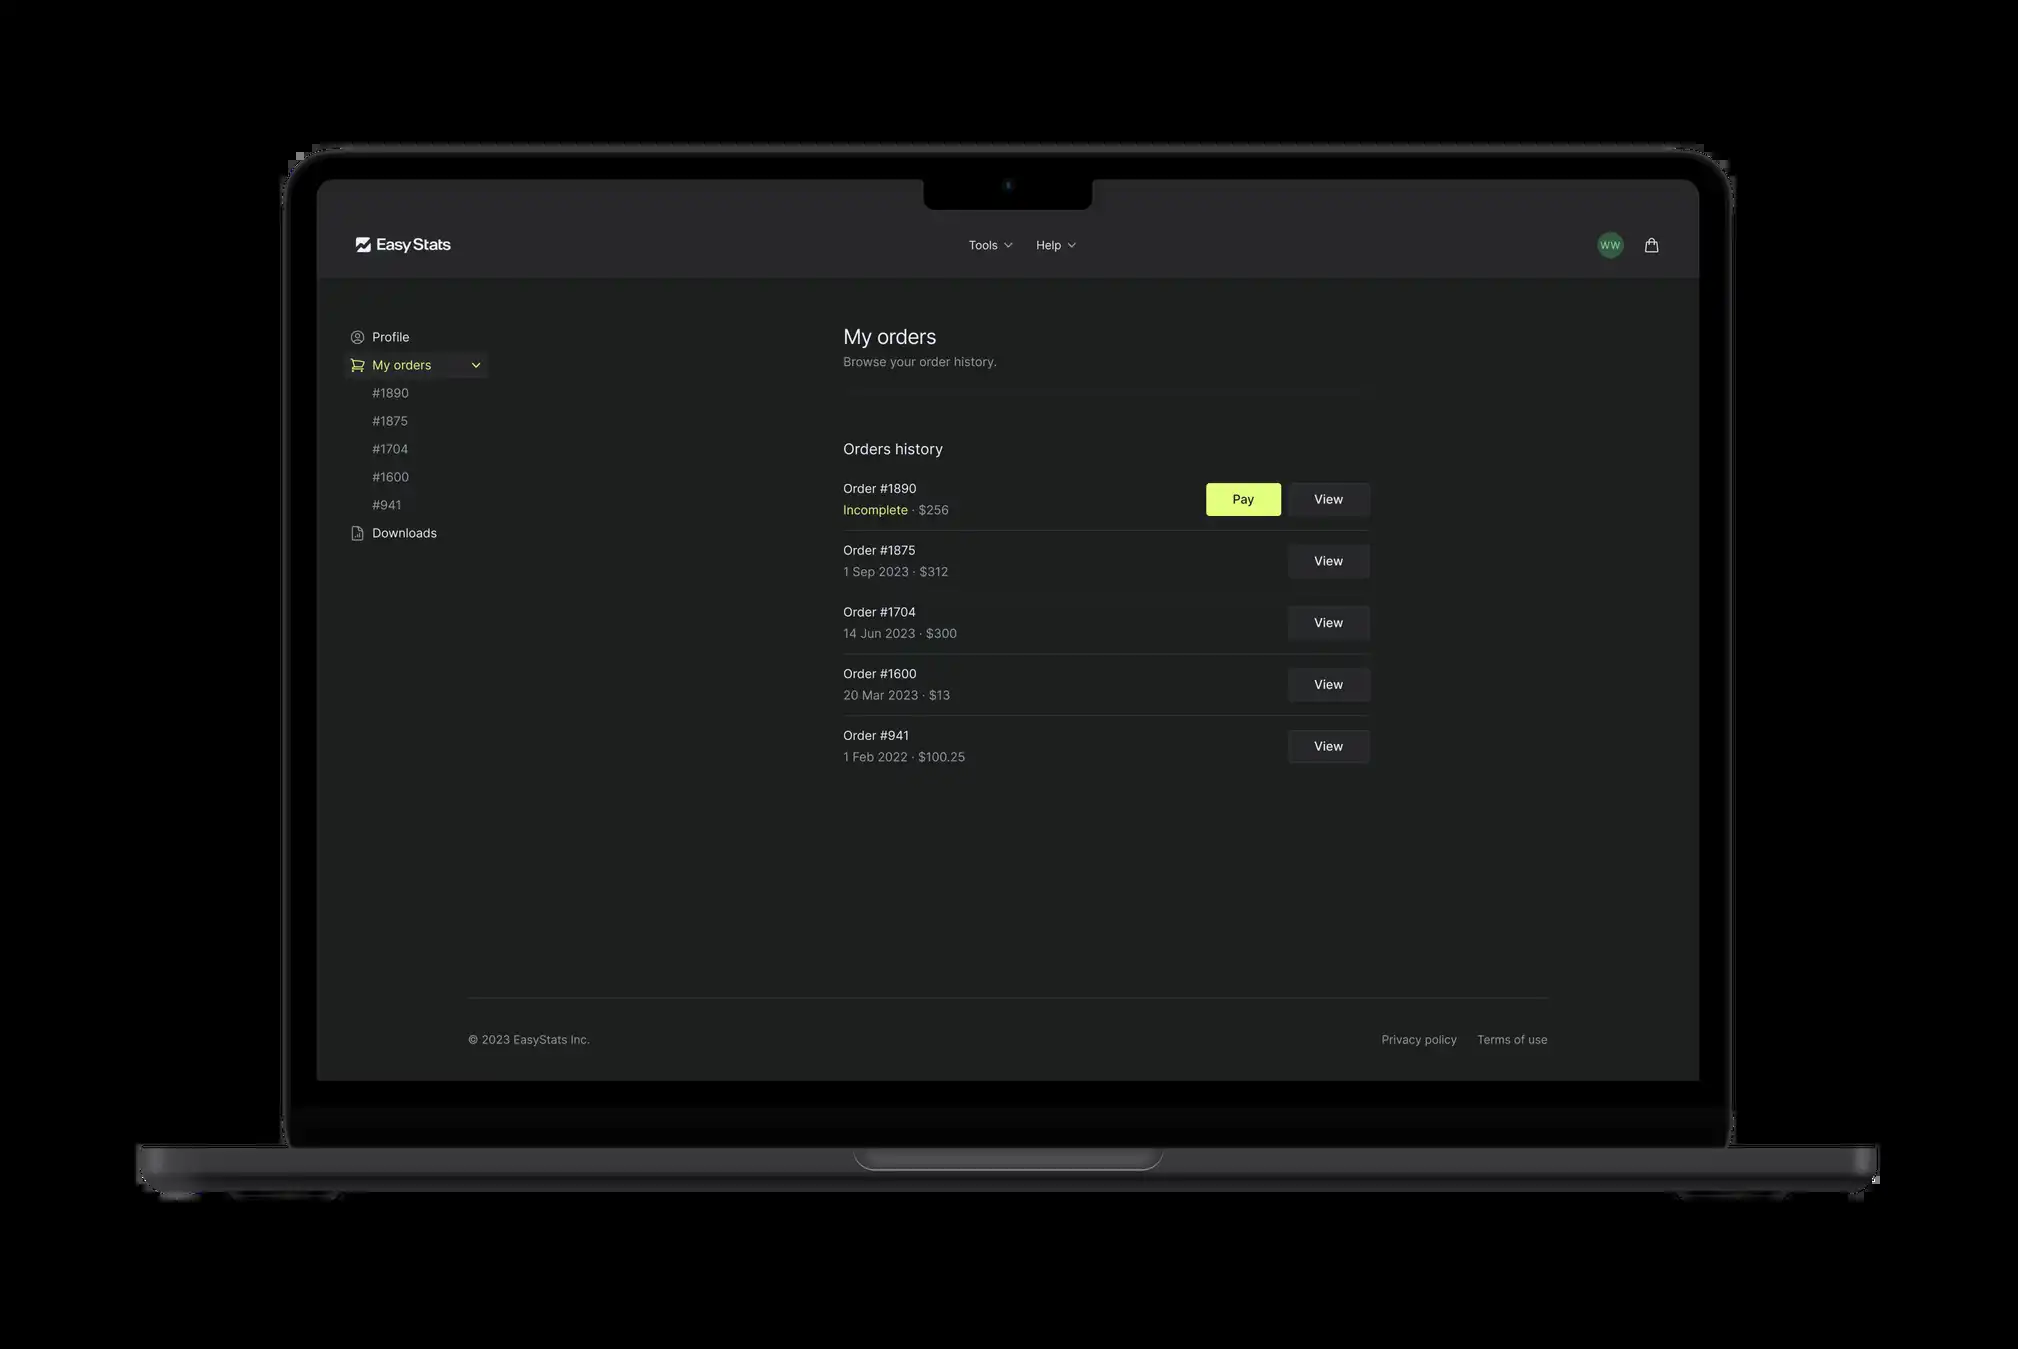 EasyStats
Tools
Help
WW
Profile
My orders
#1890
#1875
#1704
#1600
#941
Downloads
My orders
Browse your order history.
Orders history
Order #1890
Incomplete · $256
Pay
View
Order #1875
1 Sep 2023 · $312
View
Order #1704
14 Jun 2023 · $300
View
Order #1600
20 Mar 2023 · $13
View
Order #941
1 Feb 2022 · $100.25
View
© 2023 EasyStats Inc.
Privacy policy
Terms of use